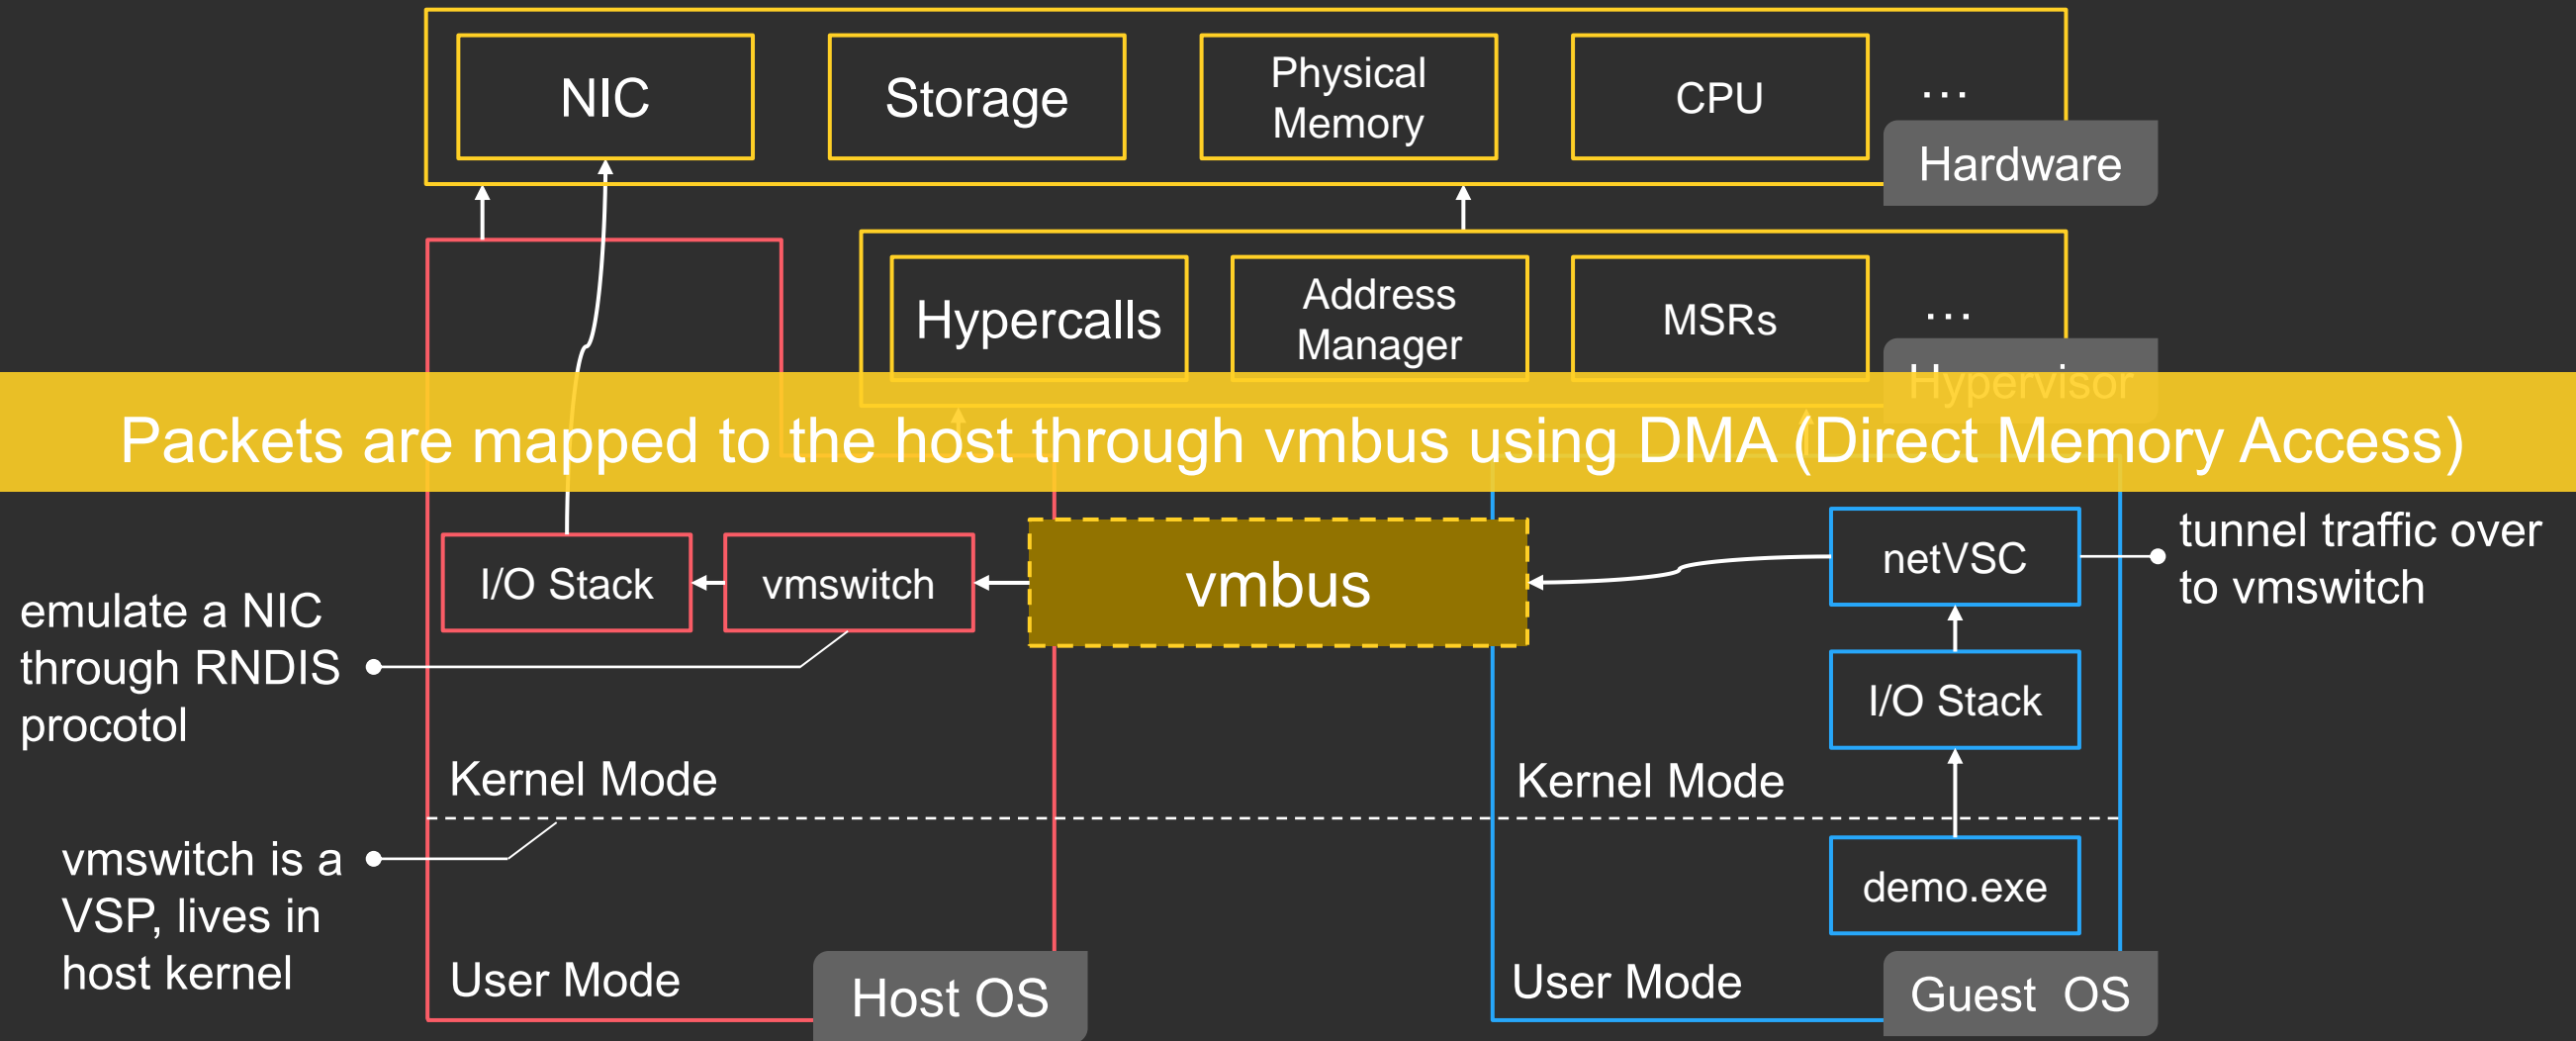 NIC
Storage
Physical
Memory
CPU
...
Hardware
Hypercalls
Address
Manager
MSRs
...
Hypervisor
Packets are mapped to the host through vmbus using DMA (Direct Memory Access)
I/O Stack
vmswitch
vmbus
netVSC
tunnel traffic over
to vmswitch
emulate a NIC
through RNDIS
procotol
I/O Stack
Kernel Mode
Kernel Mode
vmswitch is a
VSP, lives in
host kernel
demo.exe
User Mode
Host OS
User Mode
Guest OS